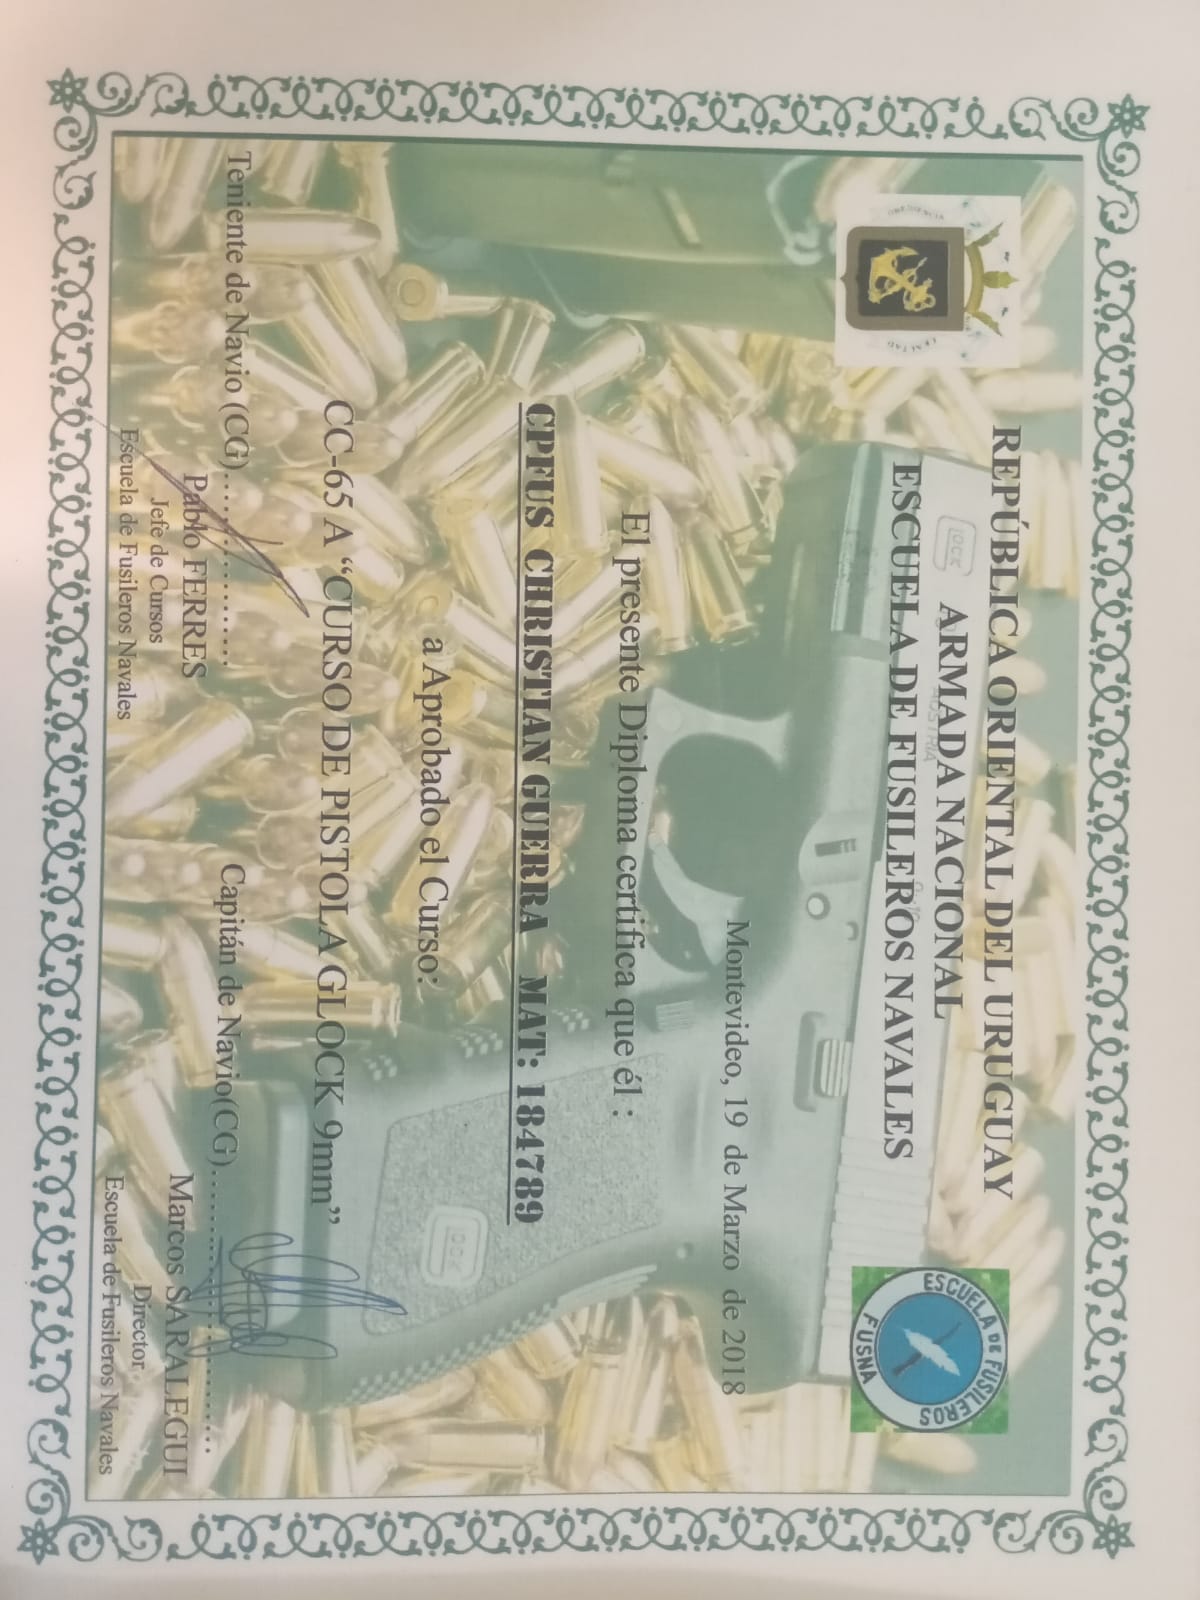 REPÚBLICA ORIENTAL DEL URUGUAY
ARMADA NACIONAL
ESCUELA DE FUSILEROS NAVALES
ESCUELA DE FUSILEROS
FUSNA
GLOCK
AUSTRIA
Montevideo, 19 de Marzo de 2018
El presente Diploma certifica que él :
CPFUS CHRISTIAN GUERRA MAT: 184789
GLOCK
a Aprobado el Curso:
CC-65 A “CURSO DE PISTOLA GLOCK 9mm”
Teniente de Navio (CG)..................
Pablo FERRES
Jefe de Cursos
Escuela de Fusileros Navales
Capitán de Navio(CG)..........................
Marcos SARALEGUI
Director
Escuela de Fusileros Navales